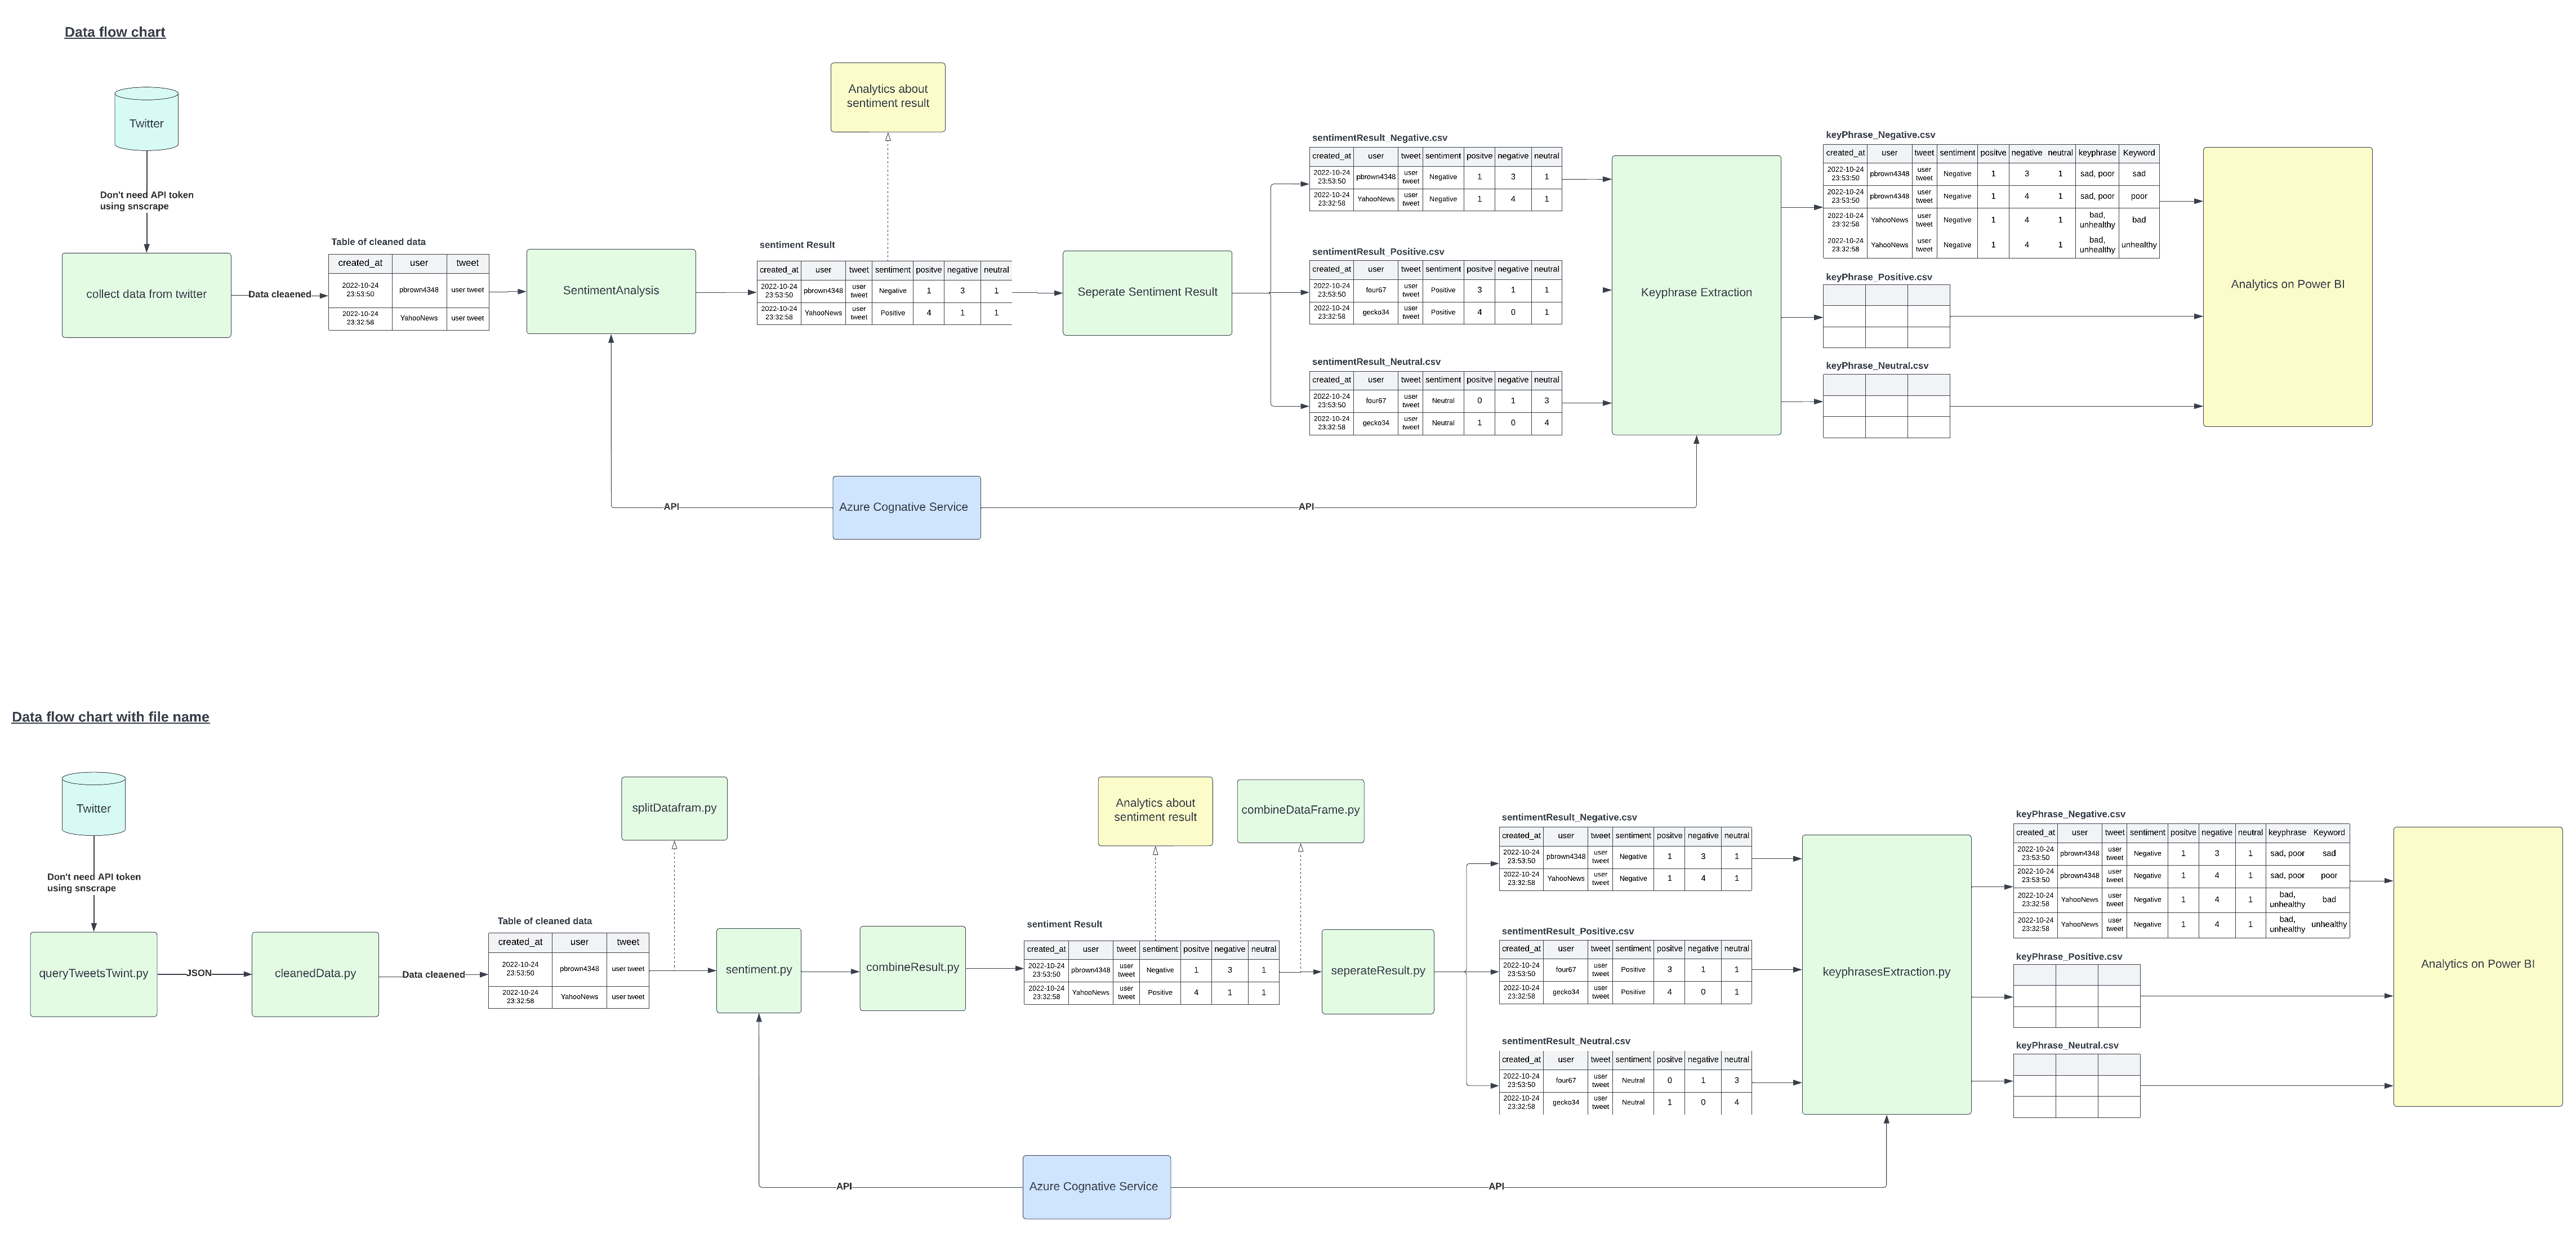 Data flow chart
Twitter
Don't need API token
using snscrape
collect data from twitter
Data cleaened
Table of cleaned data
created_at user tweet
2022-10-24 23:53:50 pbrown4348 user tweet
2022-10-24 23:32:58 YahooNews user tweet
SentimentAnalysis
Analytics about
sentiment result
sentiment Result
created_at user tweet sentiment positve negative neutral
2022-10-24 23:53:50 pbrown4348 user tweet Negative 1 3 1
2022-10-24 23:32:58 YahooNews user tweet Positive 4 1 1
Seperate Sentiment Result
sentimentResult_Negative.csv
created_at user tweet sentiment positve negative neutral
2022-10-24 23:53:50 pbrown4348 user tweet Negative 1 3 1
2022-10-24 23:32:58 YahooNews user tweet Negative 1 4 1
sentimentResult_Positive.csv
created_at user tweet sentiment positve negative neutral
2022-10-24 23:53:50 four67 user tweet Positive 3 1 1
2022-10-24 23:32:58 gecko34 user tweet Positive 4 0 1
sentimentResult_Neutral.csv
created_at user tweet sentiment positve negative neutral
2022-10-24 23:53:50 four67 user tweet Neutral 0 1 3
2022-10-24 23:32:58 gecko34 user tweet Neutral 1 0 4
Keyphrase Extraction
keyPhrase_Negative.csv
created_at user tweet sentiment positve negative neutral keyphrase Keyword
2022-10-24 23:53:50 pbrown4348 user tweet Negative 1 3 1 sad, poor sad
2022-10-24 23:53:50 pbrown4348 user tweet Negative 1 4 1 sad, poor poor
2022-10-24 23:32:58 YahooNews user tweet Negative 1 4 1 bad, unhealthy bad
2022-10-24 23:32:58 YahooNews user tweet Negative 1 4 1 bad, unhealthy unhealthy
keyPhrase_Positive.csv
keyPhrase_Neutral.csv
Analytics on Power BI
API
Azure Cognative Service
API
Data flow chart with file name
Twitter
Don't need API token
using snscrape
queryTweetsTwint.py
JSON
cleanedData.py
Data cleaened
Table of cleaned data
created_at user tweet
2022-10-24 23:53:50 pbrown4348 user tweet
2022-10-24 23:32:58 YahooNews user tweet
splitDatafram.py
sentiment.py
combineResult.py
Analytics about
sentiment result
sentiment Result
created_at user tweet sentiment positve negative neutral
2022-10-24 23:53:50 pbrown4348 user tweet Negative 1 3 1
2022-10-24 23:32:58 YahooNews user tweet Positive 4 1 1
combineDataFrame.py
seperateResult.py
sentimentResult_Negative.csv
created_at user tweet sentiment positve negative neutral
2022-10-24 23:53:50 pbrown4348 user tweet Negative 1 3 1
2022-10-24 23:32:58 YahooNews user tweet Negative 1 4 1
sentimentResult_Positive.csv
created_at user tweet sentiment positve negative neutral
2022-10-24 23:53:50 four67 user tweet Positive 3 1 1
2022-10-24 23:32:58 gecko34 user tweet Positive 4 0 1
sentimentResult_Neutral.csv
created_at user tweet sentiment positve negative neutral
2022-10-24 23:53:50 four67 user tweet Neutral 0 1 3
2022-10-24 23:32:58 gecko34 user tweet Neutral 1 0 4
keyphrasesExtraction.py
keyPhrase_Negative.csv
created_at user tweet sentiment positve negative neutral keyphrase Keyword
2022-10-24 23:53:50 pbrown4348 user tweet Negative 1 3 1 sad, poor sad
2022-10-24 23:53:50 pbrown4348 user tweet Negative 1 4 1 sad, poor poor
2022-10-24 23:32:58 YahooNews user tweet Negative 1 4 1 bad, unhealthy bad
2022-10-24 23:32:58 YahooNews user tweet Negative 1 4 1 bad, unhealthy unhealthy
keyPhrase_Positive.csv
keyPhrase_Neutral.csv
Analytics on Power BI
API
Azure Cognative Service
API